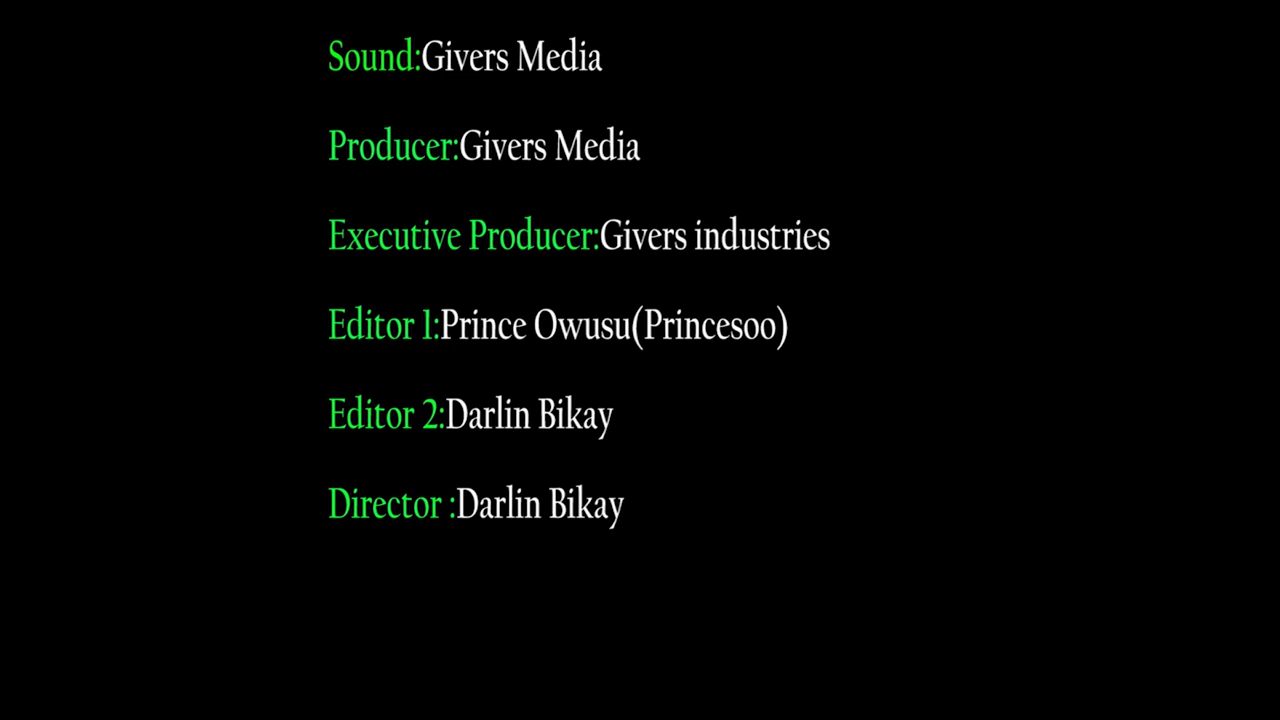 Sound:Givers Media
Producer:Givers Media
Executive Producer:Givers industries
Editor 1:Prince Owusu(Princesoo)
Editor 2:Darlin Bikay
Director :Darlin Bikay